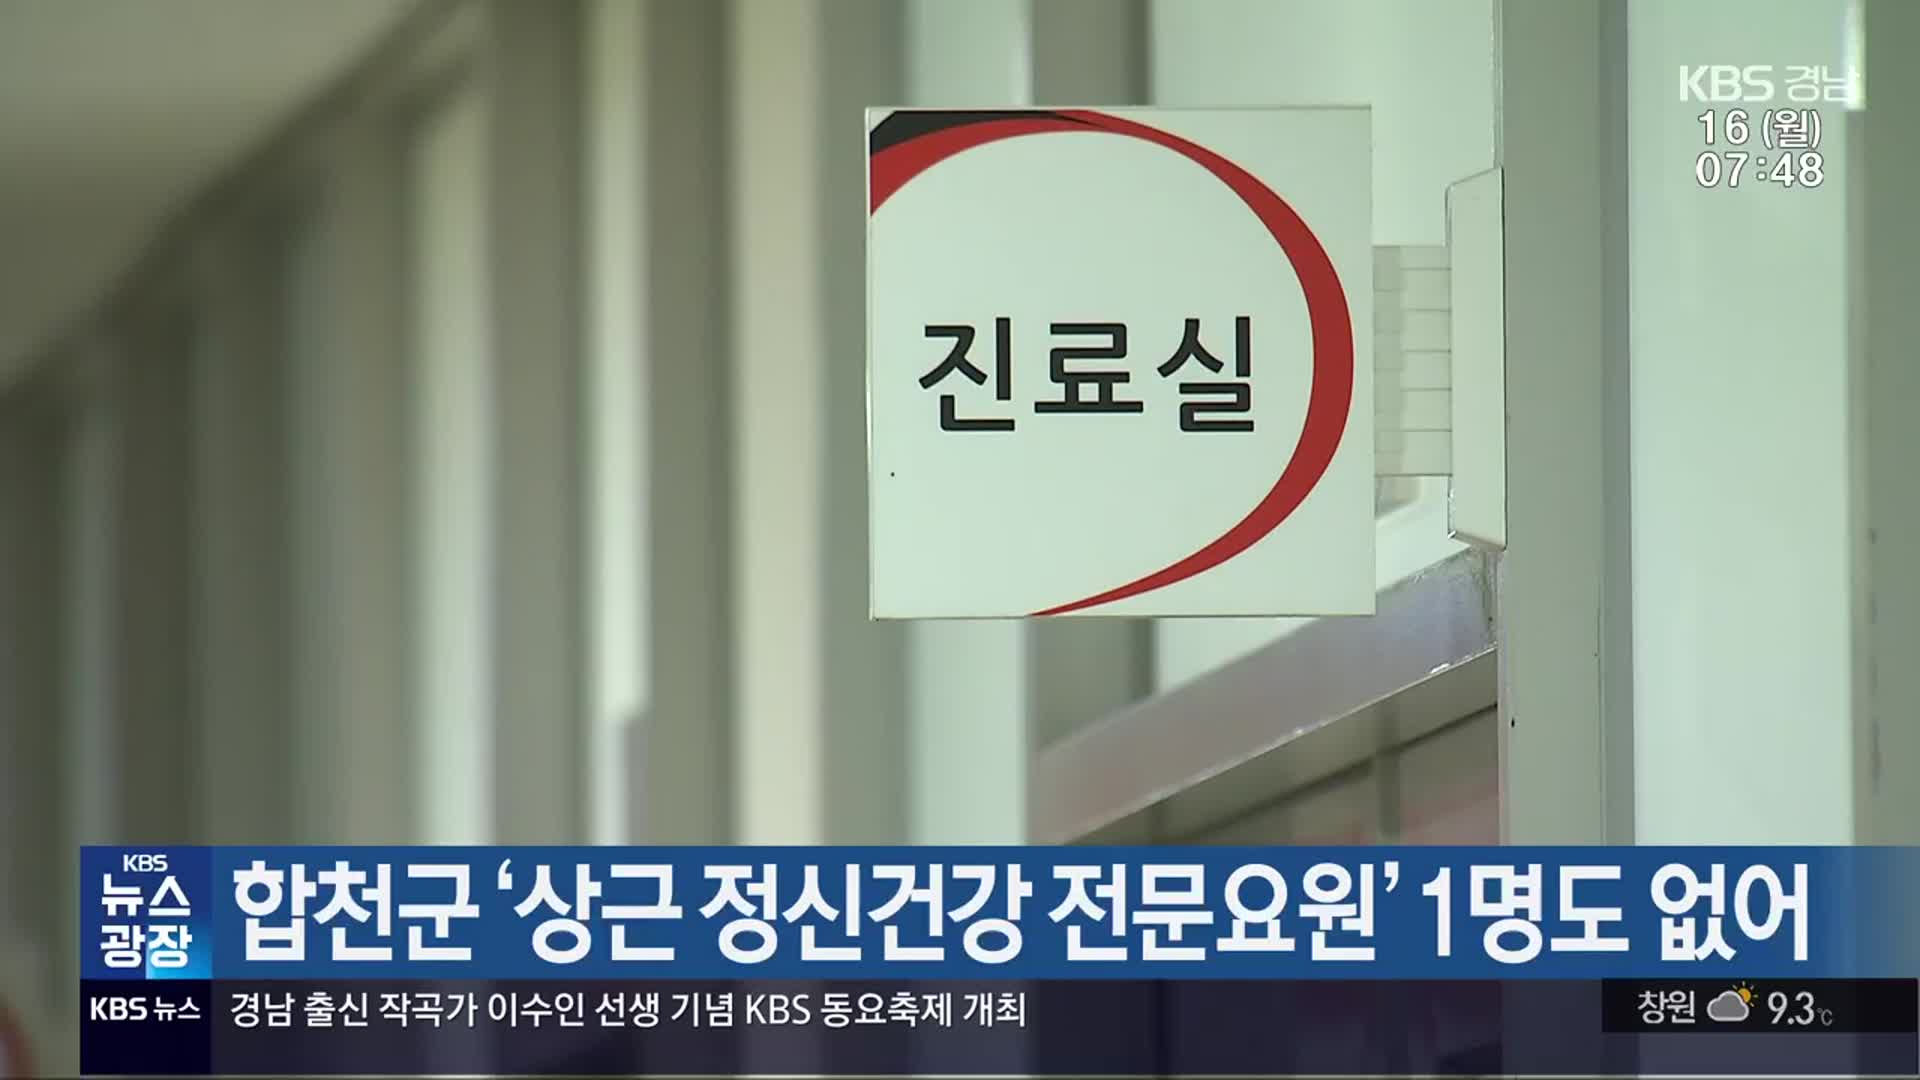 KBS 경남
16 (월)
07:48
진료실
KBS
뉴스
광장
합천군 ‘상근 정신건강 전문요원’ 1명도 없어
KBS 뉴스
경남 출신 작곡가 이수인 선생 기념 KBS 동요축제 개최
창원 9.3℃